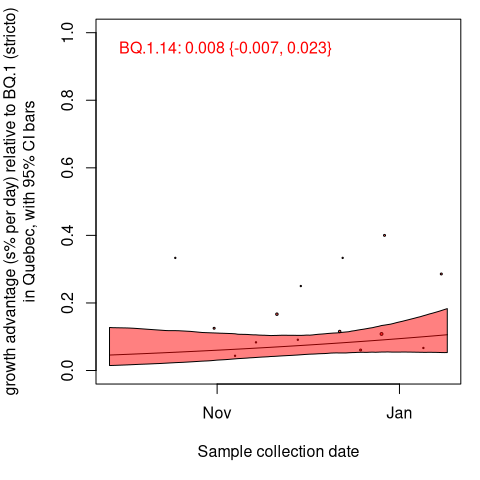 growth advantage (s% per day) relative to BQ.1 (stricto)
in Quebec, with 95% CI bars
1.0
0.8
0.6
0.4
0.2
0.0
BQ.1.14: 0.008 {-0.007, 0.023}
Nov
Jan
Sample collection date